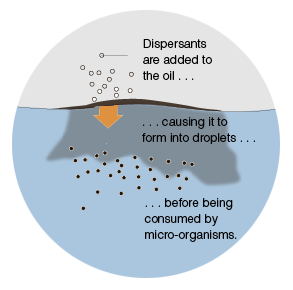 Dispersants
are added to
the oil . . .
. . . causing it to
form into droplets . . .
. . . before being
consumed by
micro-organisms.